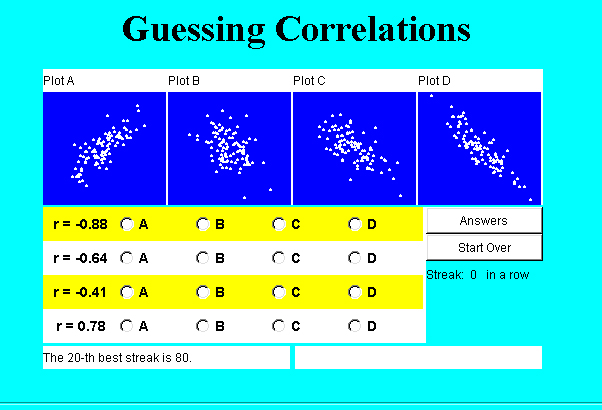 Guessing Correlations
Plot A Plot B Plot C Plot D
r = -0.88 A B C D
Answers
r = -0.64 A B C D
Start Over
Streak: 0 in a row
r = -0.41 A B C D
r = 0.78 A B C D
The 20-th best streak is 80.